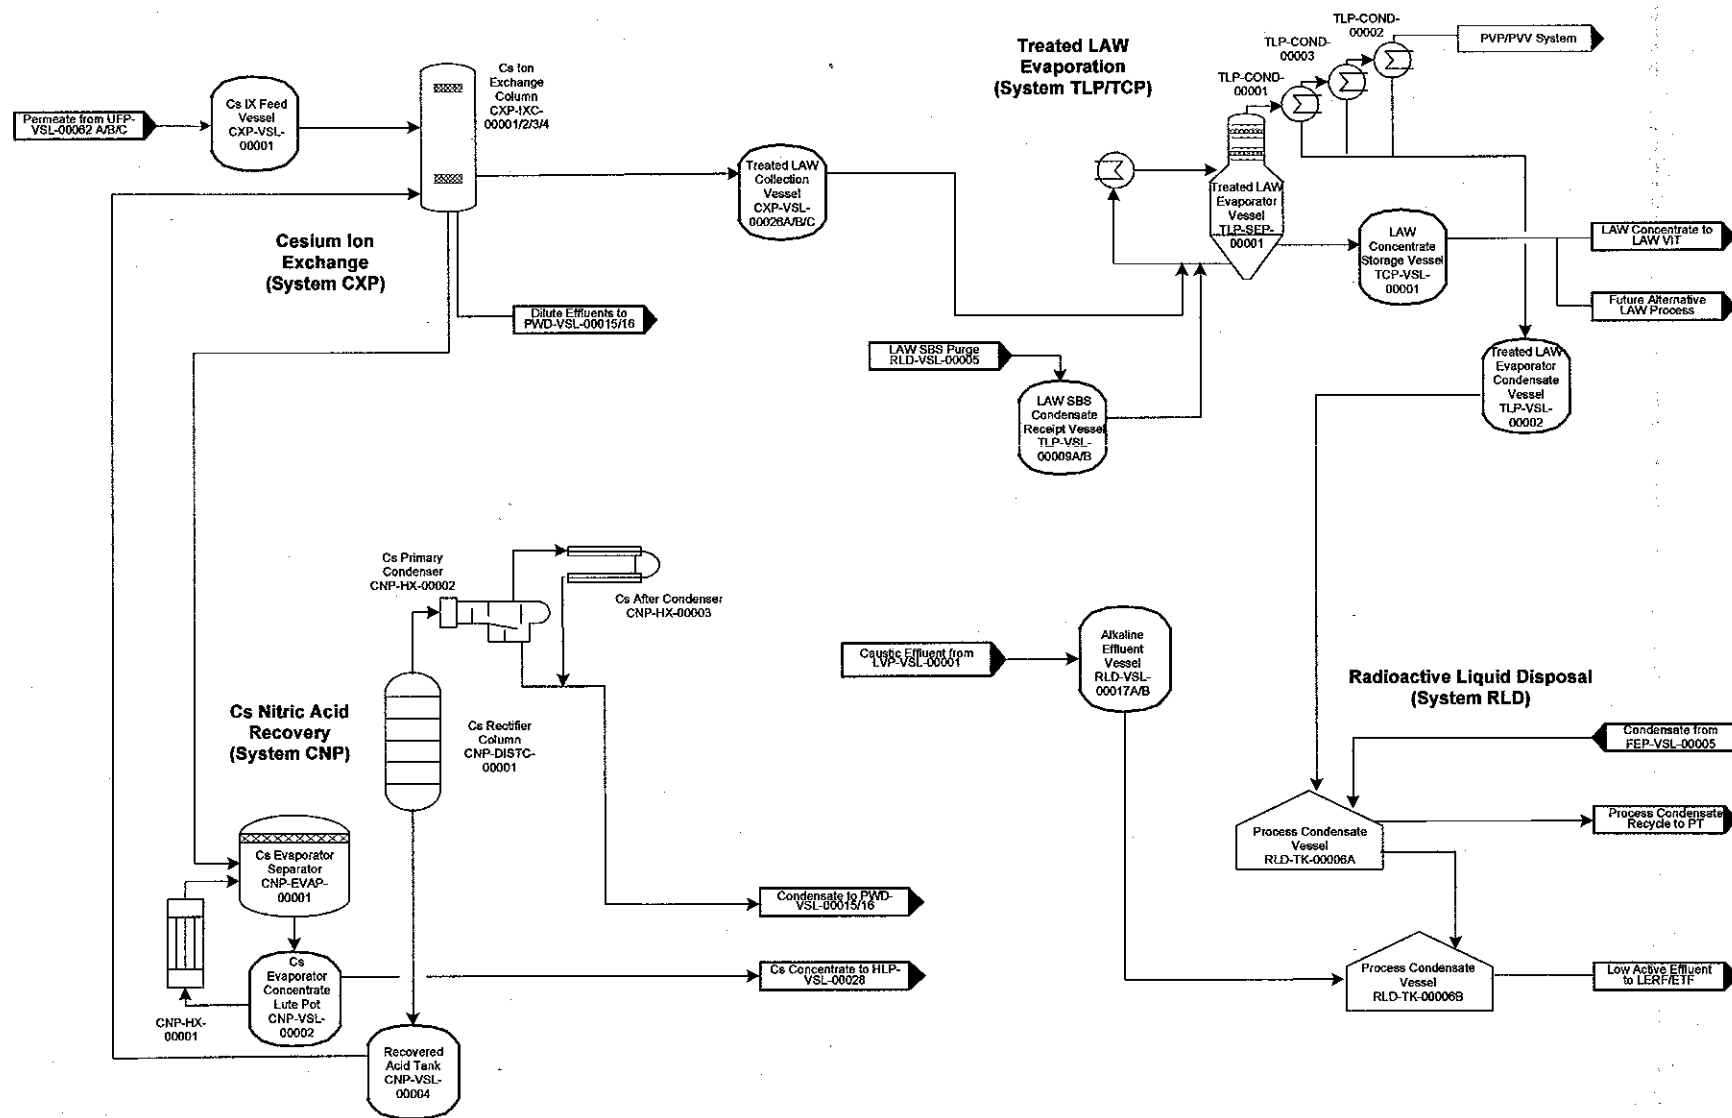 TLP-COND-
00002
PVP/PVV System
TLP-COND-
00003
TLP-COND-
00001
Treated LAW
Evaporation
(System TLP/TCP)
Cs Ion
Exchange
Column
CXP-IXC-
00001/2/3/4
Cs IX Feed
Vessel
CXP-VSL-
00001
Permeate from UFP-
VSL-00062 A/B/C
Treated LAW
Collection
Vessel
CXP-VSL-
00026A/B/C
Treated LAW
Evaporator
Vessel
TLP-SEP-
00001
LAW
Concentrate
Storage Vessel
TCP-VSL-
00001
LAW Concentrate to
LAW VIT
Future Alternative
LAW Process
Cesium Ion
Exchange
(System CXP)
Dilute Effluents to
PWD-VSL-00015/16
LAW SBS Purge
RLD-VSL-00005
LAW SBS
Condensate
Receipt Vessel
TLP-VSL-
00009A/B
Treated LAW
Evaporator
Condensate
Vessel
TLP-VSL-
00002
Cs Primary
Condenser
CNP-HX-00002
Cs After Condenser
CNP-HX-00003
Caustic Effluent from
LVP-VSL-00001
Alkaline
Effluent
Vessel
RLD-VSL-
00017A/B
Radioactive Liquid Disposal
(System RLD)
Condensate from
FEP-VSL-00005
Cs Nitric Acid
Recovery
(System CNP)
Cs Rectifier
Column
CNP-DISTC-
00001
Process Condensate
Vessel
RLD-TK-00006A
Process Condensate
Recycle to PT
Cs Evaporator
Separator
CNP-EVAP-
00001
Condensate to PWD-
VSL-00015/16
Cs
Evaporator
Concentrate
Lute Pot
CNP-VSL-
00002
Cs Concentrate to HLP-
VSL-00028
Process Condensate
Vessel
RLD-TK-00006B
Low Active Effluent
to LERF/ETF
CNP-HX-
00001
Recovered
Acid Tank
CNP-VSL-
00004